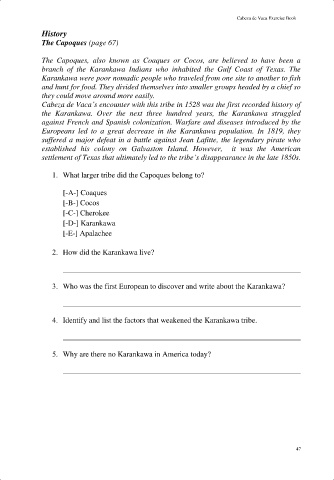 Cabeza de Vaca Exercise Book
History
The Capoques (page 67)
The Capoques, also known as Coaques or Cocos, are believed to have been a
branch of the Karankawa Indians who inhabited the Gulf Coast of Texas. The
Karankawa were poor nomadic people who traveled from one site to another to fish
and hunt for food. They divided themselves into smaller groups headed by a chief so
they could move around more easily.
Cabeza de Vaca's encounter with this tribe in 1528 was the first recorded history of
the Karankawa. Over the next three hundred years, the Karankawa struggled
against French and Spanish colonization. Warfare and diseases introduced by the
Europeans led to a great decrease in the Karankawa population. In 1819, they
suffered a major defeat in a battle against Jean Lafitte, the legendary pirate who
established his colony on Galvaston Island. However, it was the American
settlement of Texas that ultimately led to the tribe's disappearance in the late 1850s.
1. What larger tribe did the Capoques belong to?
[-A-] Coaques
[-B-] Cocos
[-C-] Cherokee
[-D-] Karankawa
[-E-] Apalachee
2. How did the Karankawa live?
3. Who was the first European to discover and write about the Karankawa?
4. Identify and list the factors that weakened the Karankawa tribe.
5. Why are there no Karankawa in America today?
47